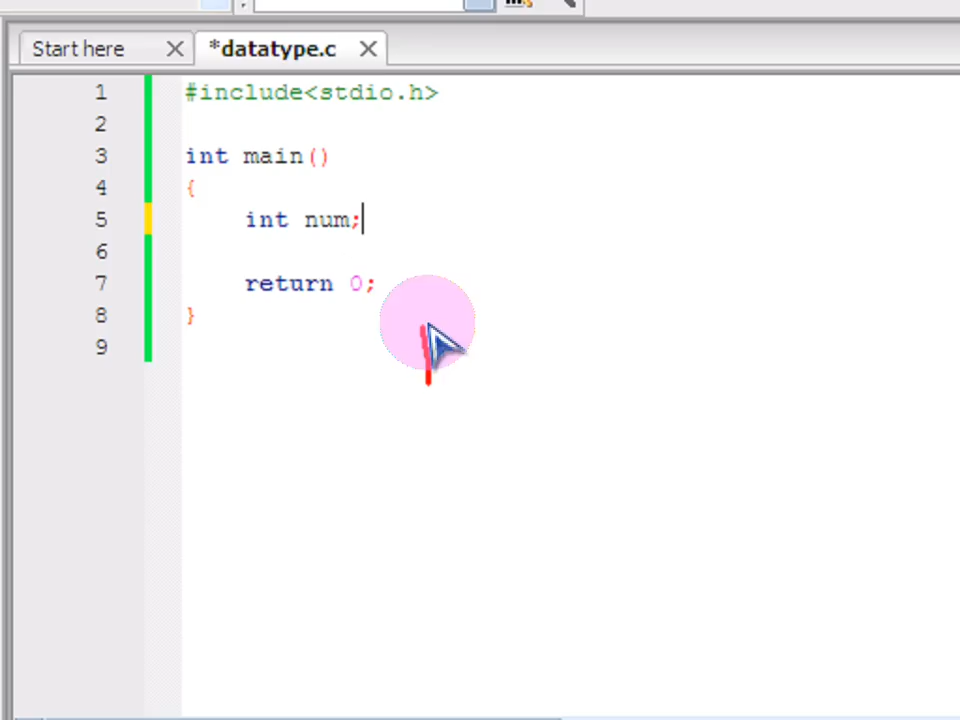 Start here
*datatype.c
1 #include<stdio.h>
2
3 int main()
4 {
5 int num;
6
7 return 0;
8 }
9